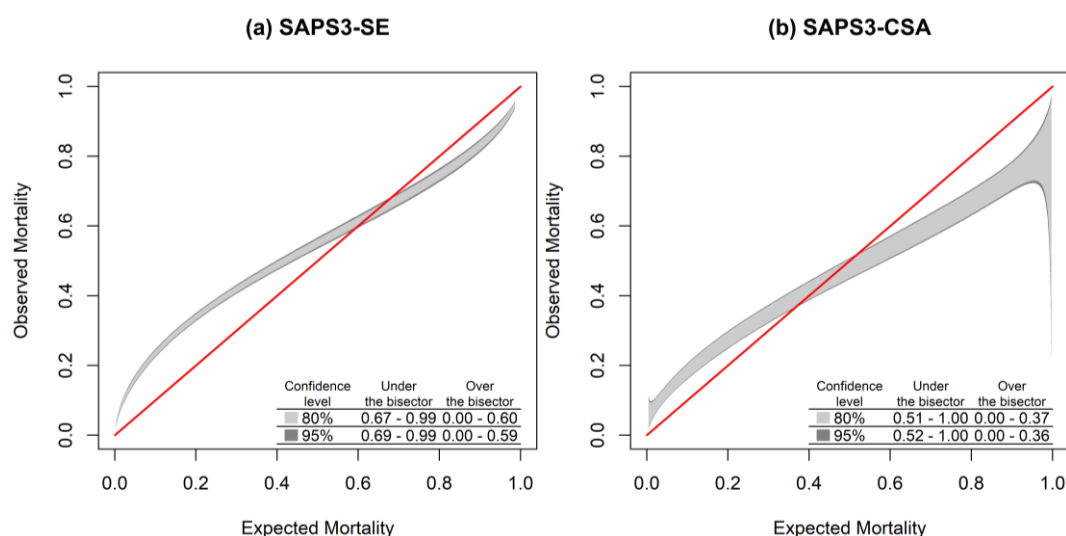 (a) SAPS3-SE
Observed Mortality
1.0
0.8
0.6
0.4
0.2
0.0
Confidence level Under the bisector Over the bisector
80% 0.67 - 0.99 0.00 - 0.60
95% 0.69 - 0.99 0.00 - 0.59
0.0 0.2 0.4 0.6 0.8 1.0
Expected Mortality
(b) SAPS3-CSA
Observed Mortality
1.0
0.8
0.6
0.4
0.2
0.0
Confidence level Under the bisector Over the bisector
80% 0.51 - 1.00 0.00 - 0.37
95% 0.52 - 1.00 0.00 - 0.36
0.0 0.2 0.4 0.6 0.8 1.0
Expected Mortality